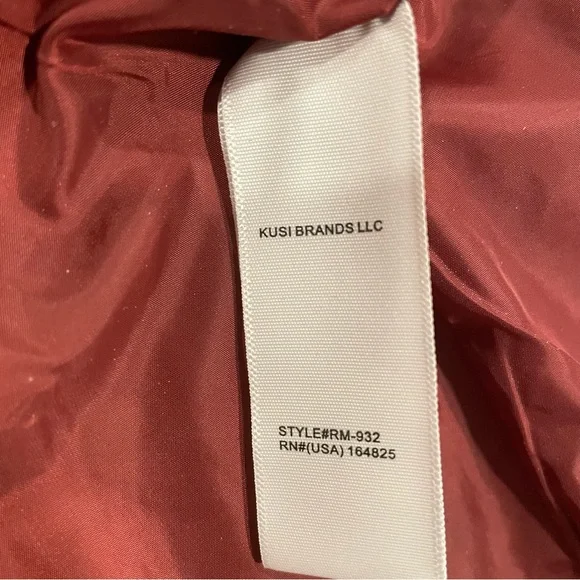 KUSI BRANDS LLC
STYLE#RM-932
RN#(USA) 164825